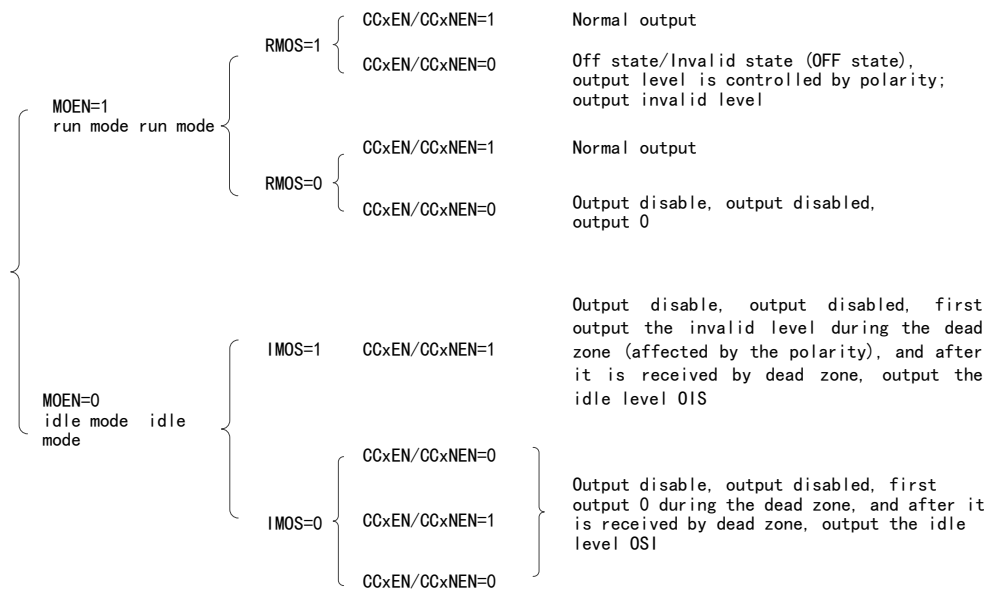 CCxEN/CCxNEN=1 Normal output
RMOS=1
CCxEN/CCxNEN=0 Off state/Invalid state (OFF state),
output level is controlled by polarity;
output invalid level
MOEN=1
run mode run mode
CCxEN/CCxNEN=1 Normal output
RMOS=0
CCxEN/CCxNEN=0 Output disable, output disabled,
output 0
Output disable, output disabled, first
output the invalid level during the dead
IMOS=1 CCxEN/CCxNEN=1 zone (affected by the polarity), and after
it is received by dead zone, output the
idle level OIS
MOEN=0
idle mode idle
mode
CCxEN/CCxNEN=0
Output disable, output disabled, first
output 0 during the dead zone, and after it
IMOS=0 CCxEN/CCxNEN=1 is received by dead zone, output the idle
level OSI
CCxEN/CCxNEN=0